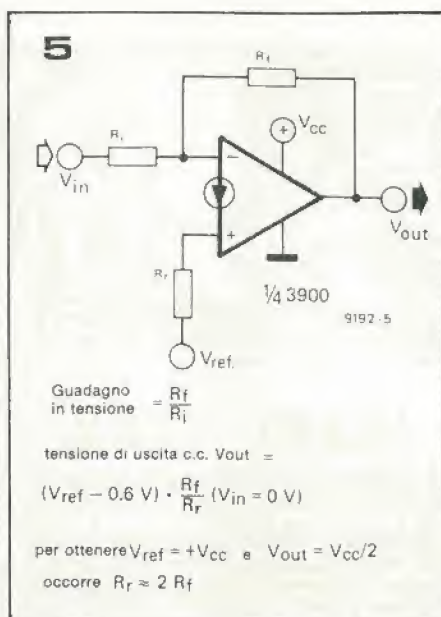 5
Rf
Ri
−
+
VCC
Vin
Vout
+
Rr
¼ 3900
9192-5
Vref.
Guadagno
in tensione = Rf/Ri
tensione di uscita c.c. Vout =
(Vref − 0.6 V) · Rf/Rr (Vin = 0 V)
per ottenere Vref = +Vcc e Vout = Vcc/2
occorre Rr ≈ 2 Rf